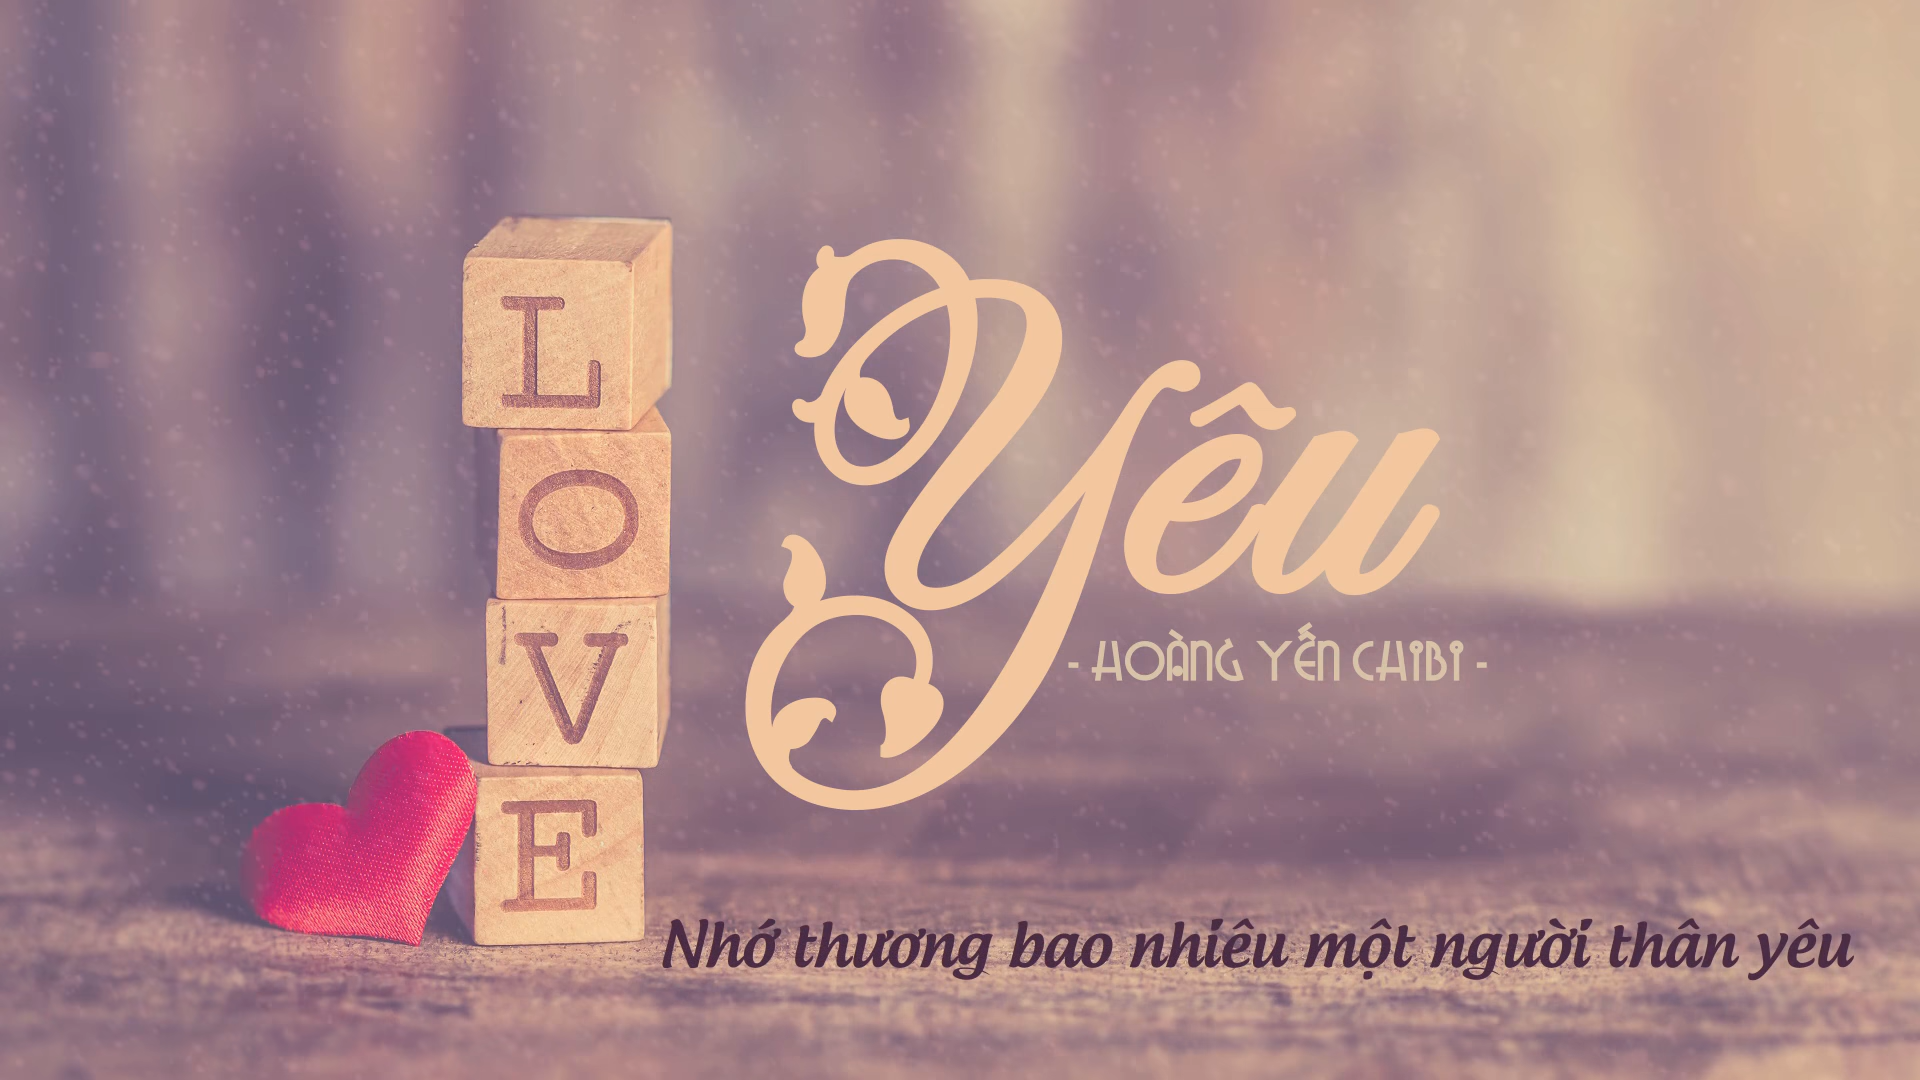 L
O
V
E
Yêu
- HOÀNG YẾN CHIBI -
Nhớ thương bao nhiêu một người thân yêu